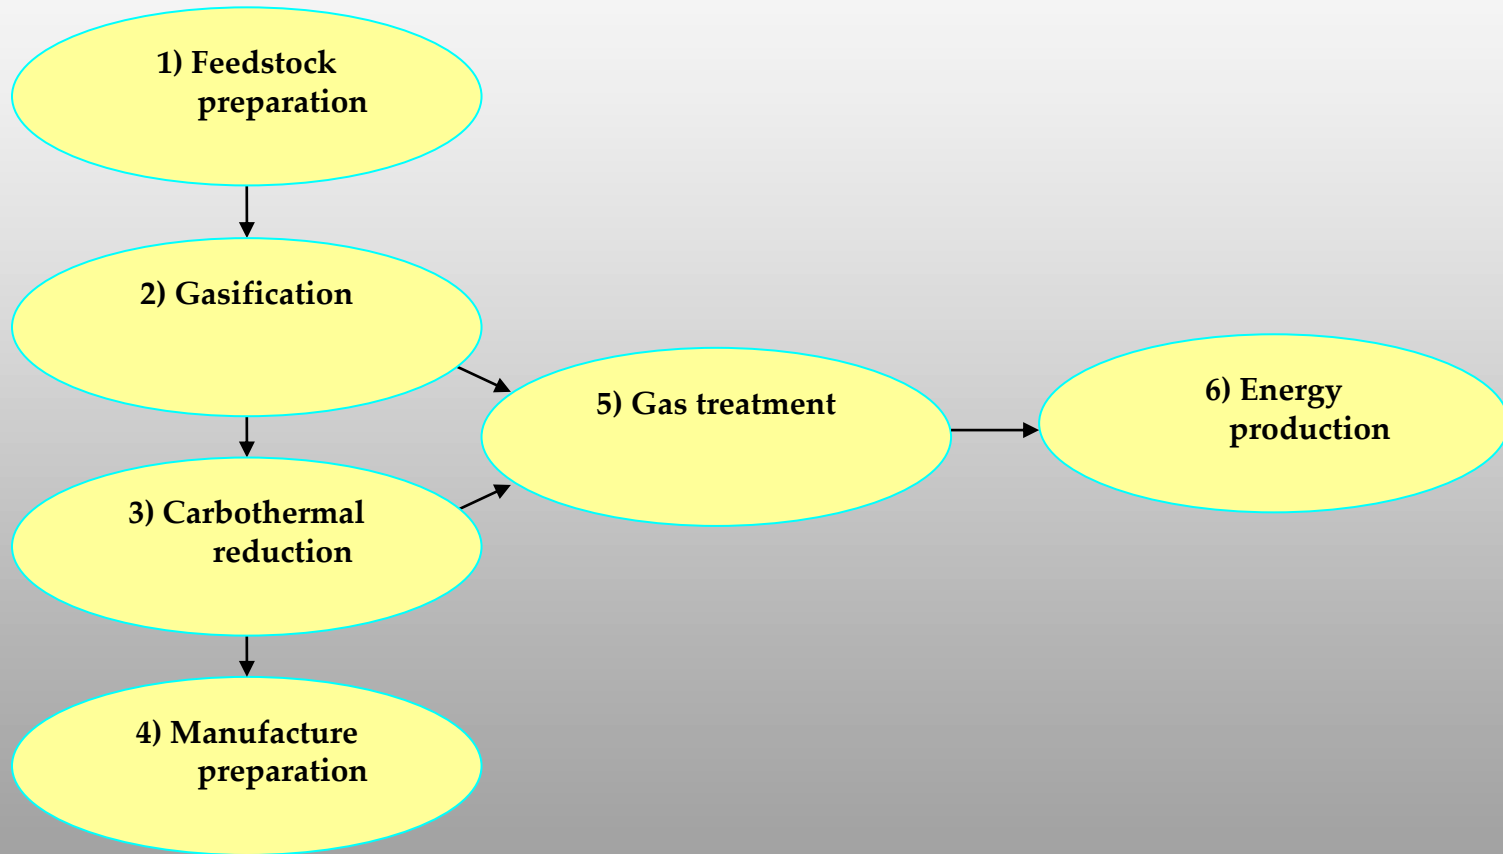 1) Feedstock
preparation
2) Gasification
3) Carbothermal
reduction
4) Manufacture
preparation
5) Gas treatment
6) Energy
production